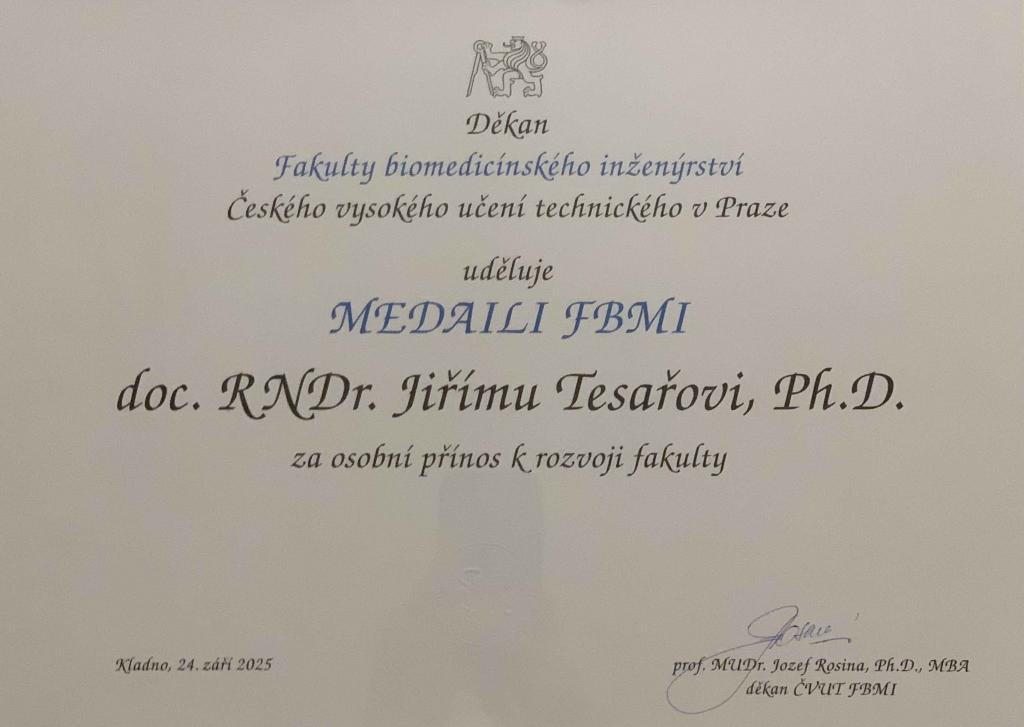 Děkan
Fakulty biomedicínského inženýrství
Českého vysokého učení technického v Praze
uděluje
MEDAILI FBMI
doc. RNDr. Jiřímu Tesařovi, Ph.D.
za osobní přínos k rozvoji fakulty
Kladno, 24. září 2025
prof. MUDr. Jozef Rosina, Ph.D., MBA
děkan ČVUT FBMI